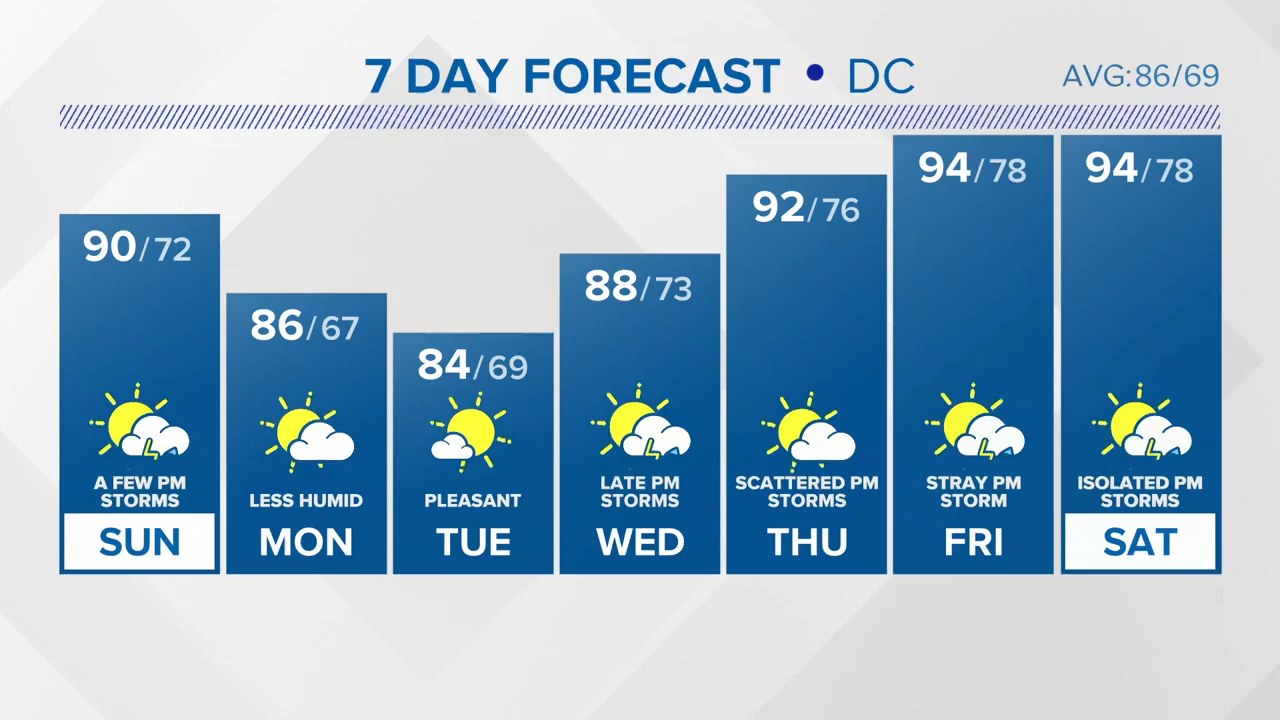 7 DAY FORECAST • DC
AVG:86/69
90/72
A FEW PM
STORMS
SUN
86/67
LESS HUMID
MON
84/69
PLEASANT
TUE
88/73
LATE PM
STORMS
WED
92/76
SCATTERED PM
STORMS
THU
94/78
STRAY PM
STORM
FRI
94/78
ISOLATED PM
STORMS
SAT